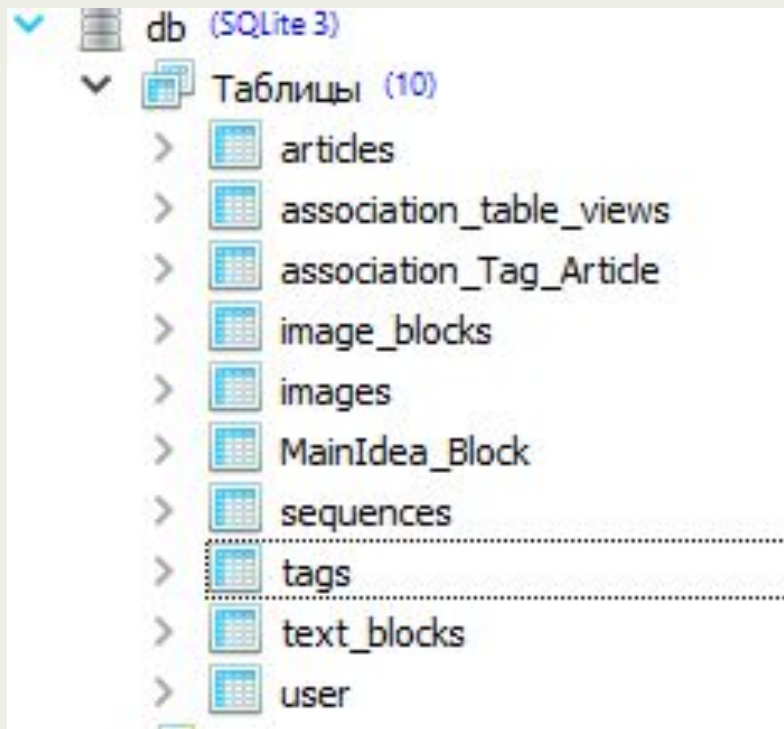 db (SQLite 3)
Таблицы (10)
articles
association_table_views
association_Tag_Article
image_blocks
images
MainIdea_Block
sequences
tags
text_blocks
user